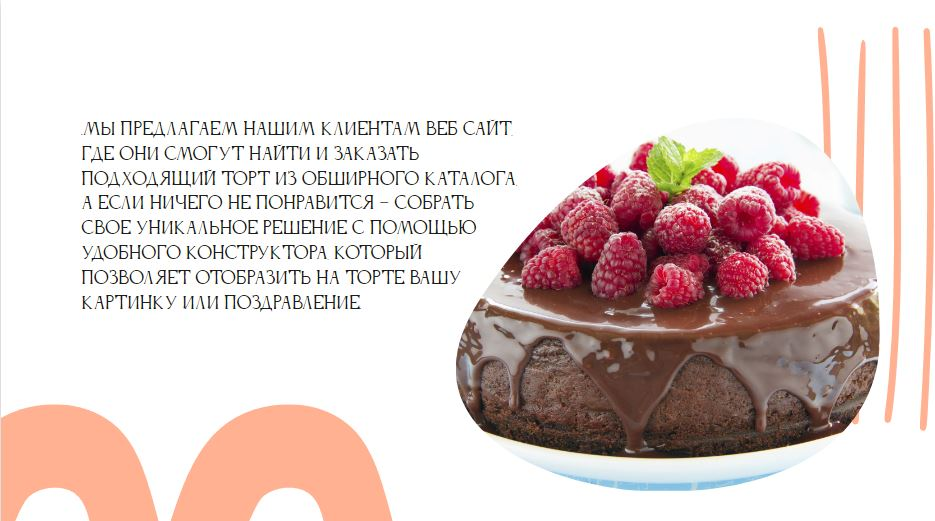 .МЫ ПРЕДЛАГАЕМ НАШИМ КЛИЕНТАМ ВЕБ САЙТ,
ГДЕ ОНИ СМОГУТ НАЙТИ И ЗАКАЗАТЬ
ПОДХОДЯЩИЙ ТОРТ ИЗ ОБШИРНОГО КАТАЛОГА,
А ЕСЛИ НИЧЕГО НЕ ПОНРАВИТСЯ – СОБРАТЬ
СВОЕ УНИКАЛЬНОЕ РЕШЕНИЕ С ПОМОЩЬЮ
УДОБНОГО КОНСТРУКТОРА КОТОРЫЙ
ПОЗВОЛЯЕТ ОТОБРАЗИТЬ НА ТОРТЕ ВАШУ
КАРТИНКУ ИЛИ ПОЗДРАВЛЕНИЕ.